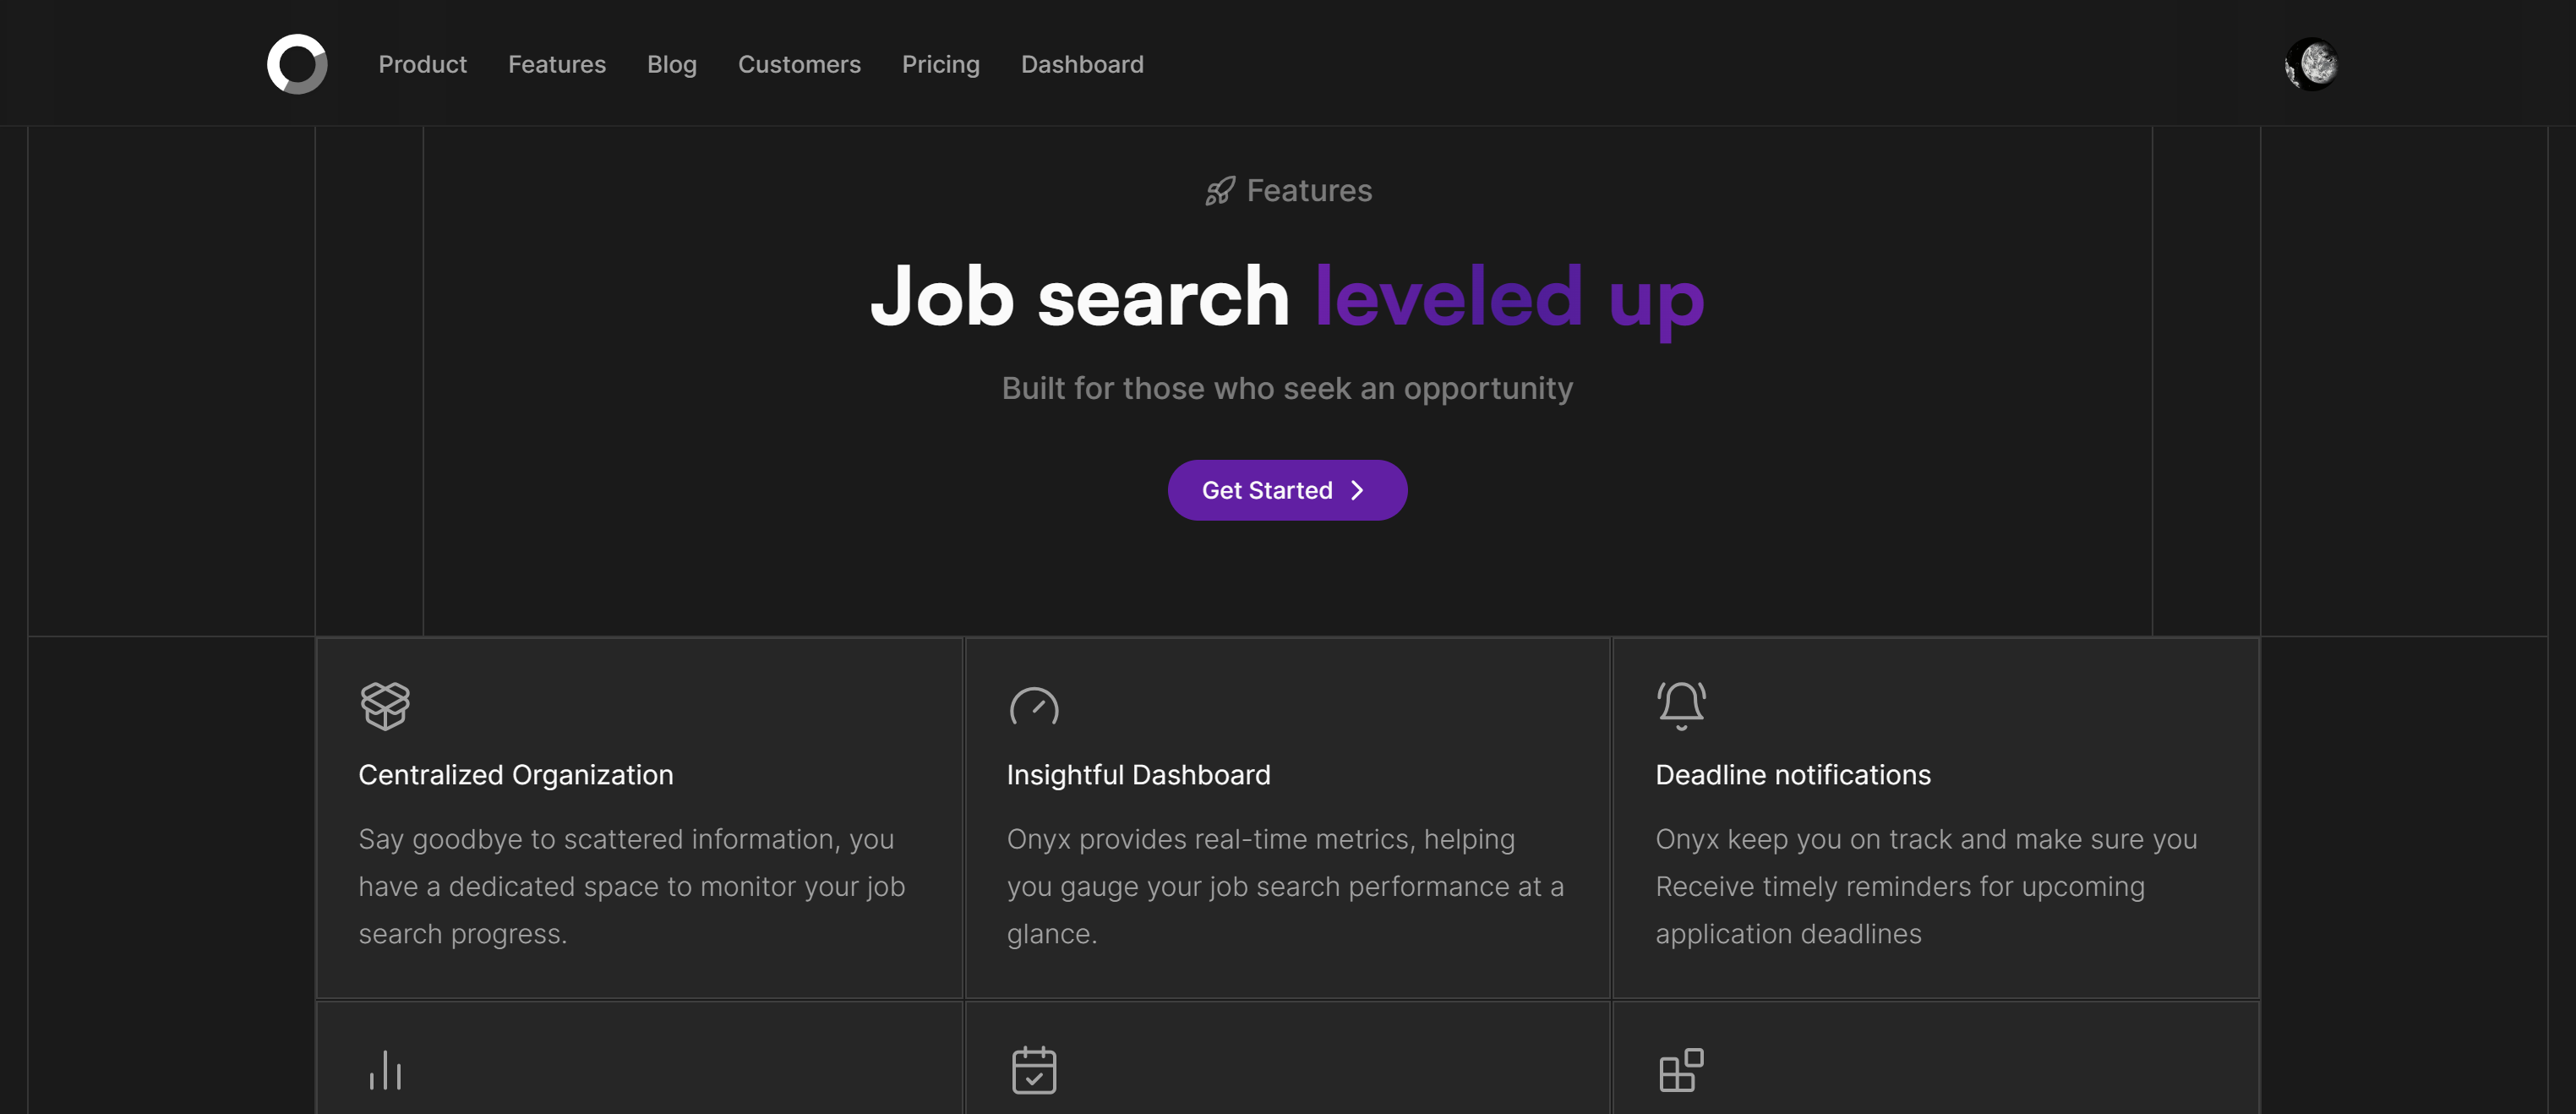 Product Features Blog Customers Pricing Dashboard
Features
Job search leveled up
Built for those who seek an opportunity
Get Started
Centralized Organization
Say goodbye to scattered information, you
have a dedicated space to monitor your job
search progress.
Insightful Dashboard
Onyx provides real-time metrics, helping
you gauge your job search performance at a
glance.
Deadline notifications
Onyx keep you on track and make sure you
Receive timely reminders for upcoming
application deadlines